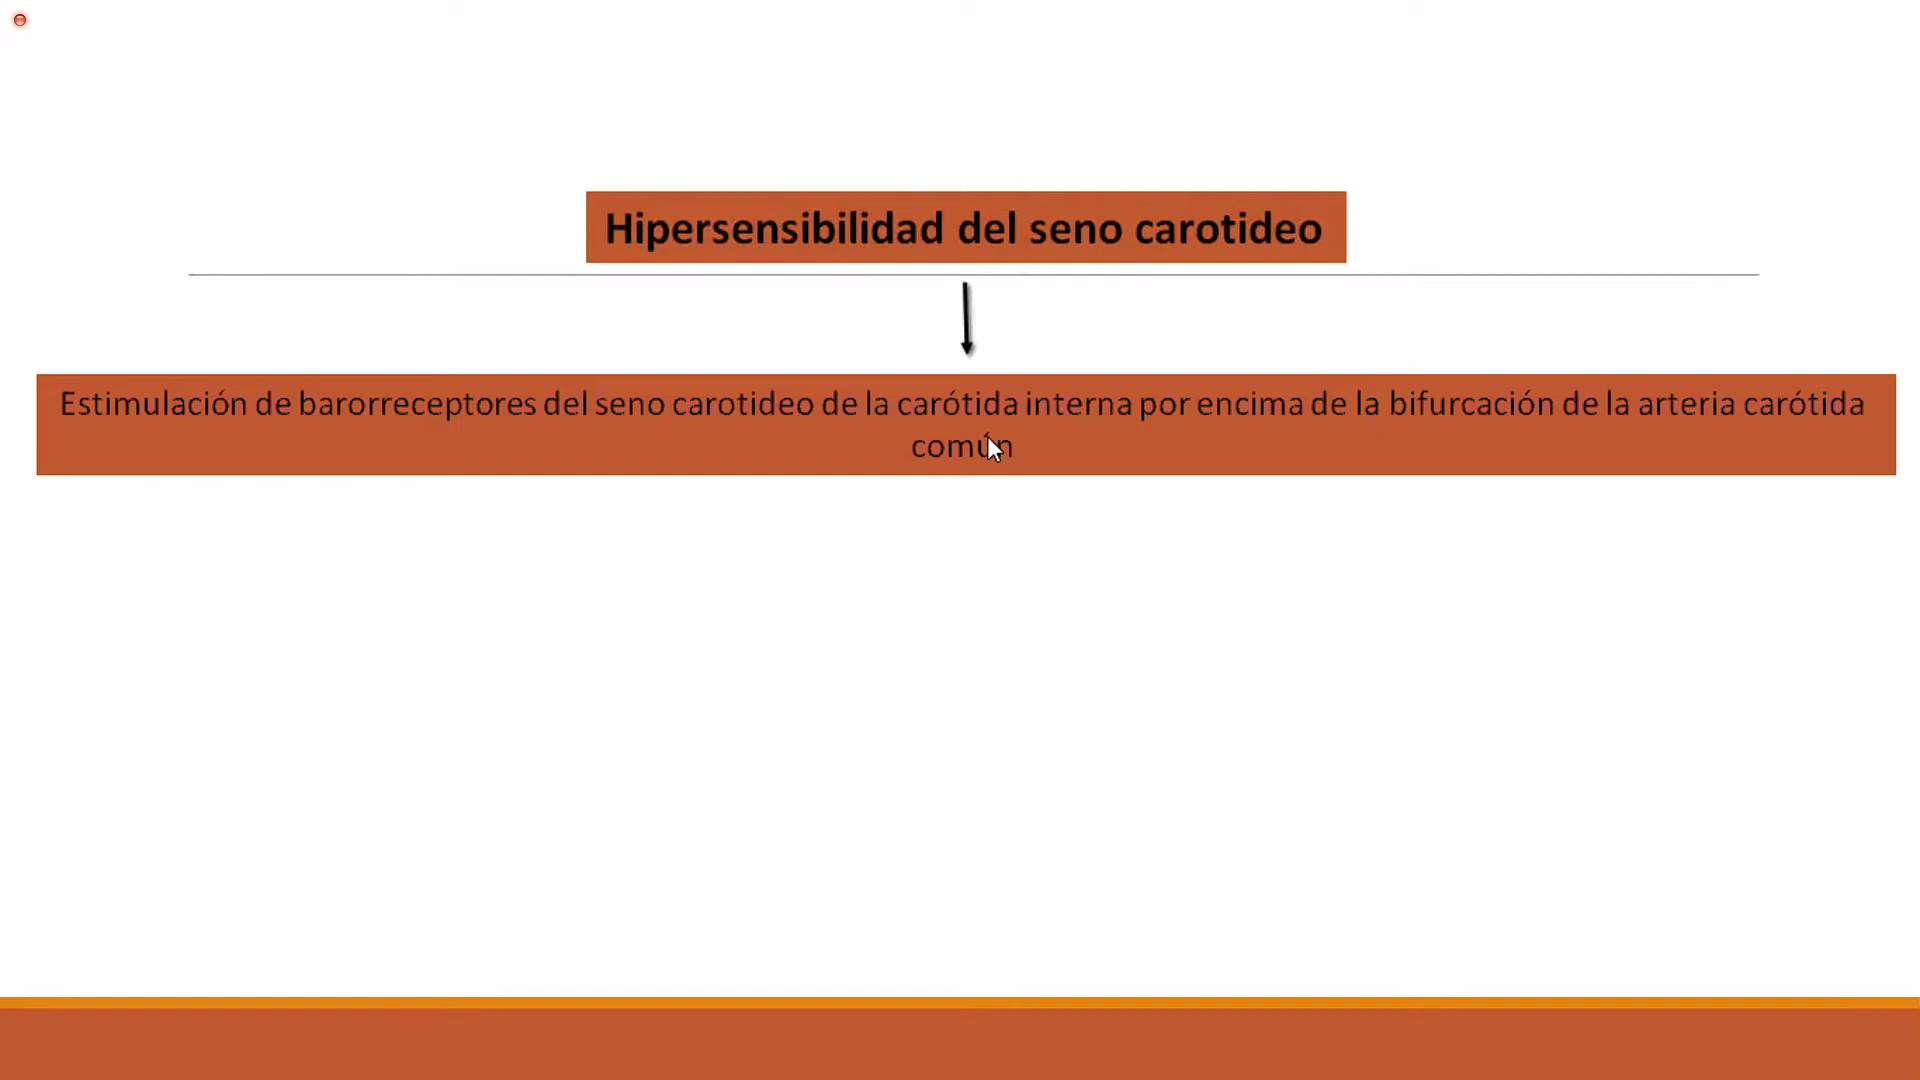 Hipersensibilidad del seno carotideo
Estimulación de barorreceptores del seno carotideo de la carótida interna por encima de la bifurcación de la arteria carótida
común